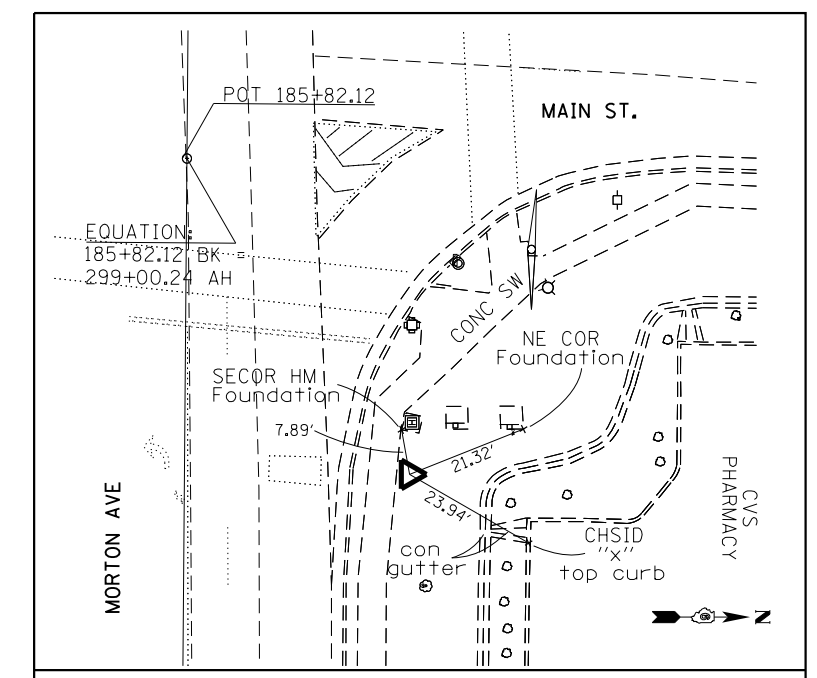 POT 185+82.12
MAIN ST.
EQUATION:
185+82.12 BK =
299+00.24 AH
CONC SW
NE COR
Foundation
SECOR HM
Foundation
7.89'
21.32'
23.94'
CHSID
"x"
top curb
con
gutter
CVS
PHARMACY
MORTON AVE
N